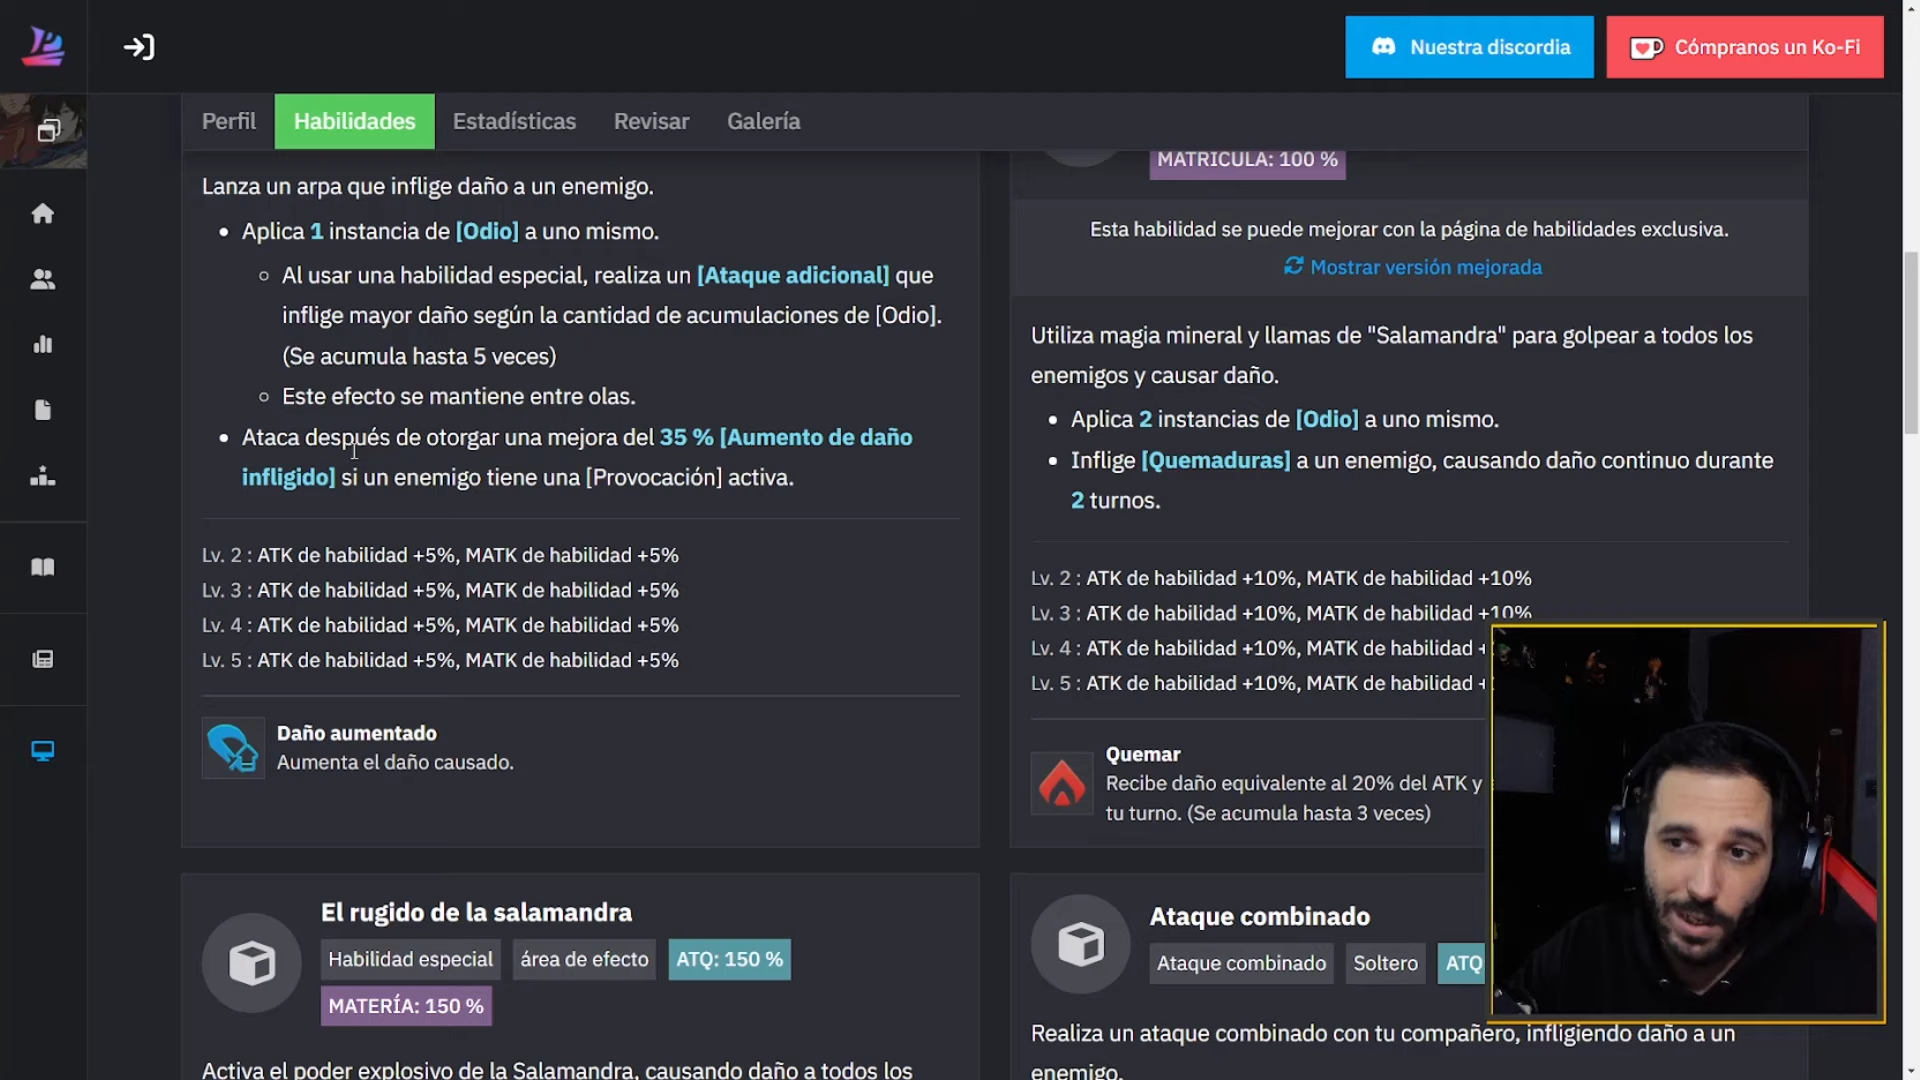 Nuestra discordia
Cómpranos un Ko-Fi
Perfil
Habilidades
Estadísticas
Revisar
Galería
Lanza un arpa que inflige daño a un enemigo.
Aplica 1 instancia de [Odio] a uno mismo.
Al usar una habilidad especial, realiza un [Ataque adicional] que
inflige mayor daño según la cantidad de acumulaciones de [Odio].
(Se acumula hasta 5 veces)
Este efecto se mantiene entre olas.
Ataca después de otorgar una mejora del 35 % [Aumento de daño
infligido] si un enemigo tiene una [Provocación] activa.
Lv. 2 : ATK de habilidad +5%, MATK de habilidad +5%
Lv. 3 : ATK de habilidad +5%, MATK de habilidad +5%
Lv. 4 : ATK de habilidad +5%, MATK de habilidad +5%
Lv. 5 : ATK de habilidad +5%, MATK de habilidad +5%
Daño aumentado
Aumenta el daño causado.
MATRÍCULA: 100 %
Esta habilidad se puede mejorar con la página de habilidades exclusiva.
Mostrar versión mejorada
Utiliza magia mineral y llamas de "Salamandra" para golpear a todos los
enemigos y causar daño.
Aplica 2 instancias de [Odio] a uno mismo.
Inflige [Quemaduras] a un enemigo, causando daño continuo durante
2 turnos.
Lv. 2 : ATK de habilidad +10%, MATK de habilidad +10%
Lv. 3 : ATK de habilidad +10%, MATK de habilidad +10%
Lv. 4 : ATK de habilidad +10%, MATK de habilidad +
Lv. 5 : ATK de habilidad +10%, MATK de habilidad +
Quemar
Recibe daño equivalente al 20% del ATK y
tu turno. (Se acumula hasta 3 veces)
El rugido de la salamandra
Habilidad especial
área de efecto
ATQ: 150 %
MATERÍA: 150 %
Activa el poder explosivo de la Salamandra, causando daño a todos los
Ataque combinado
Ataque combinado
Soltero
ATQ
Realiza un ataque combinado con tu compañero, infligiendo daño a un
enemigo.